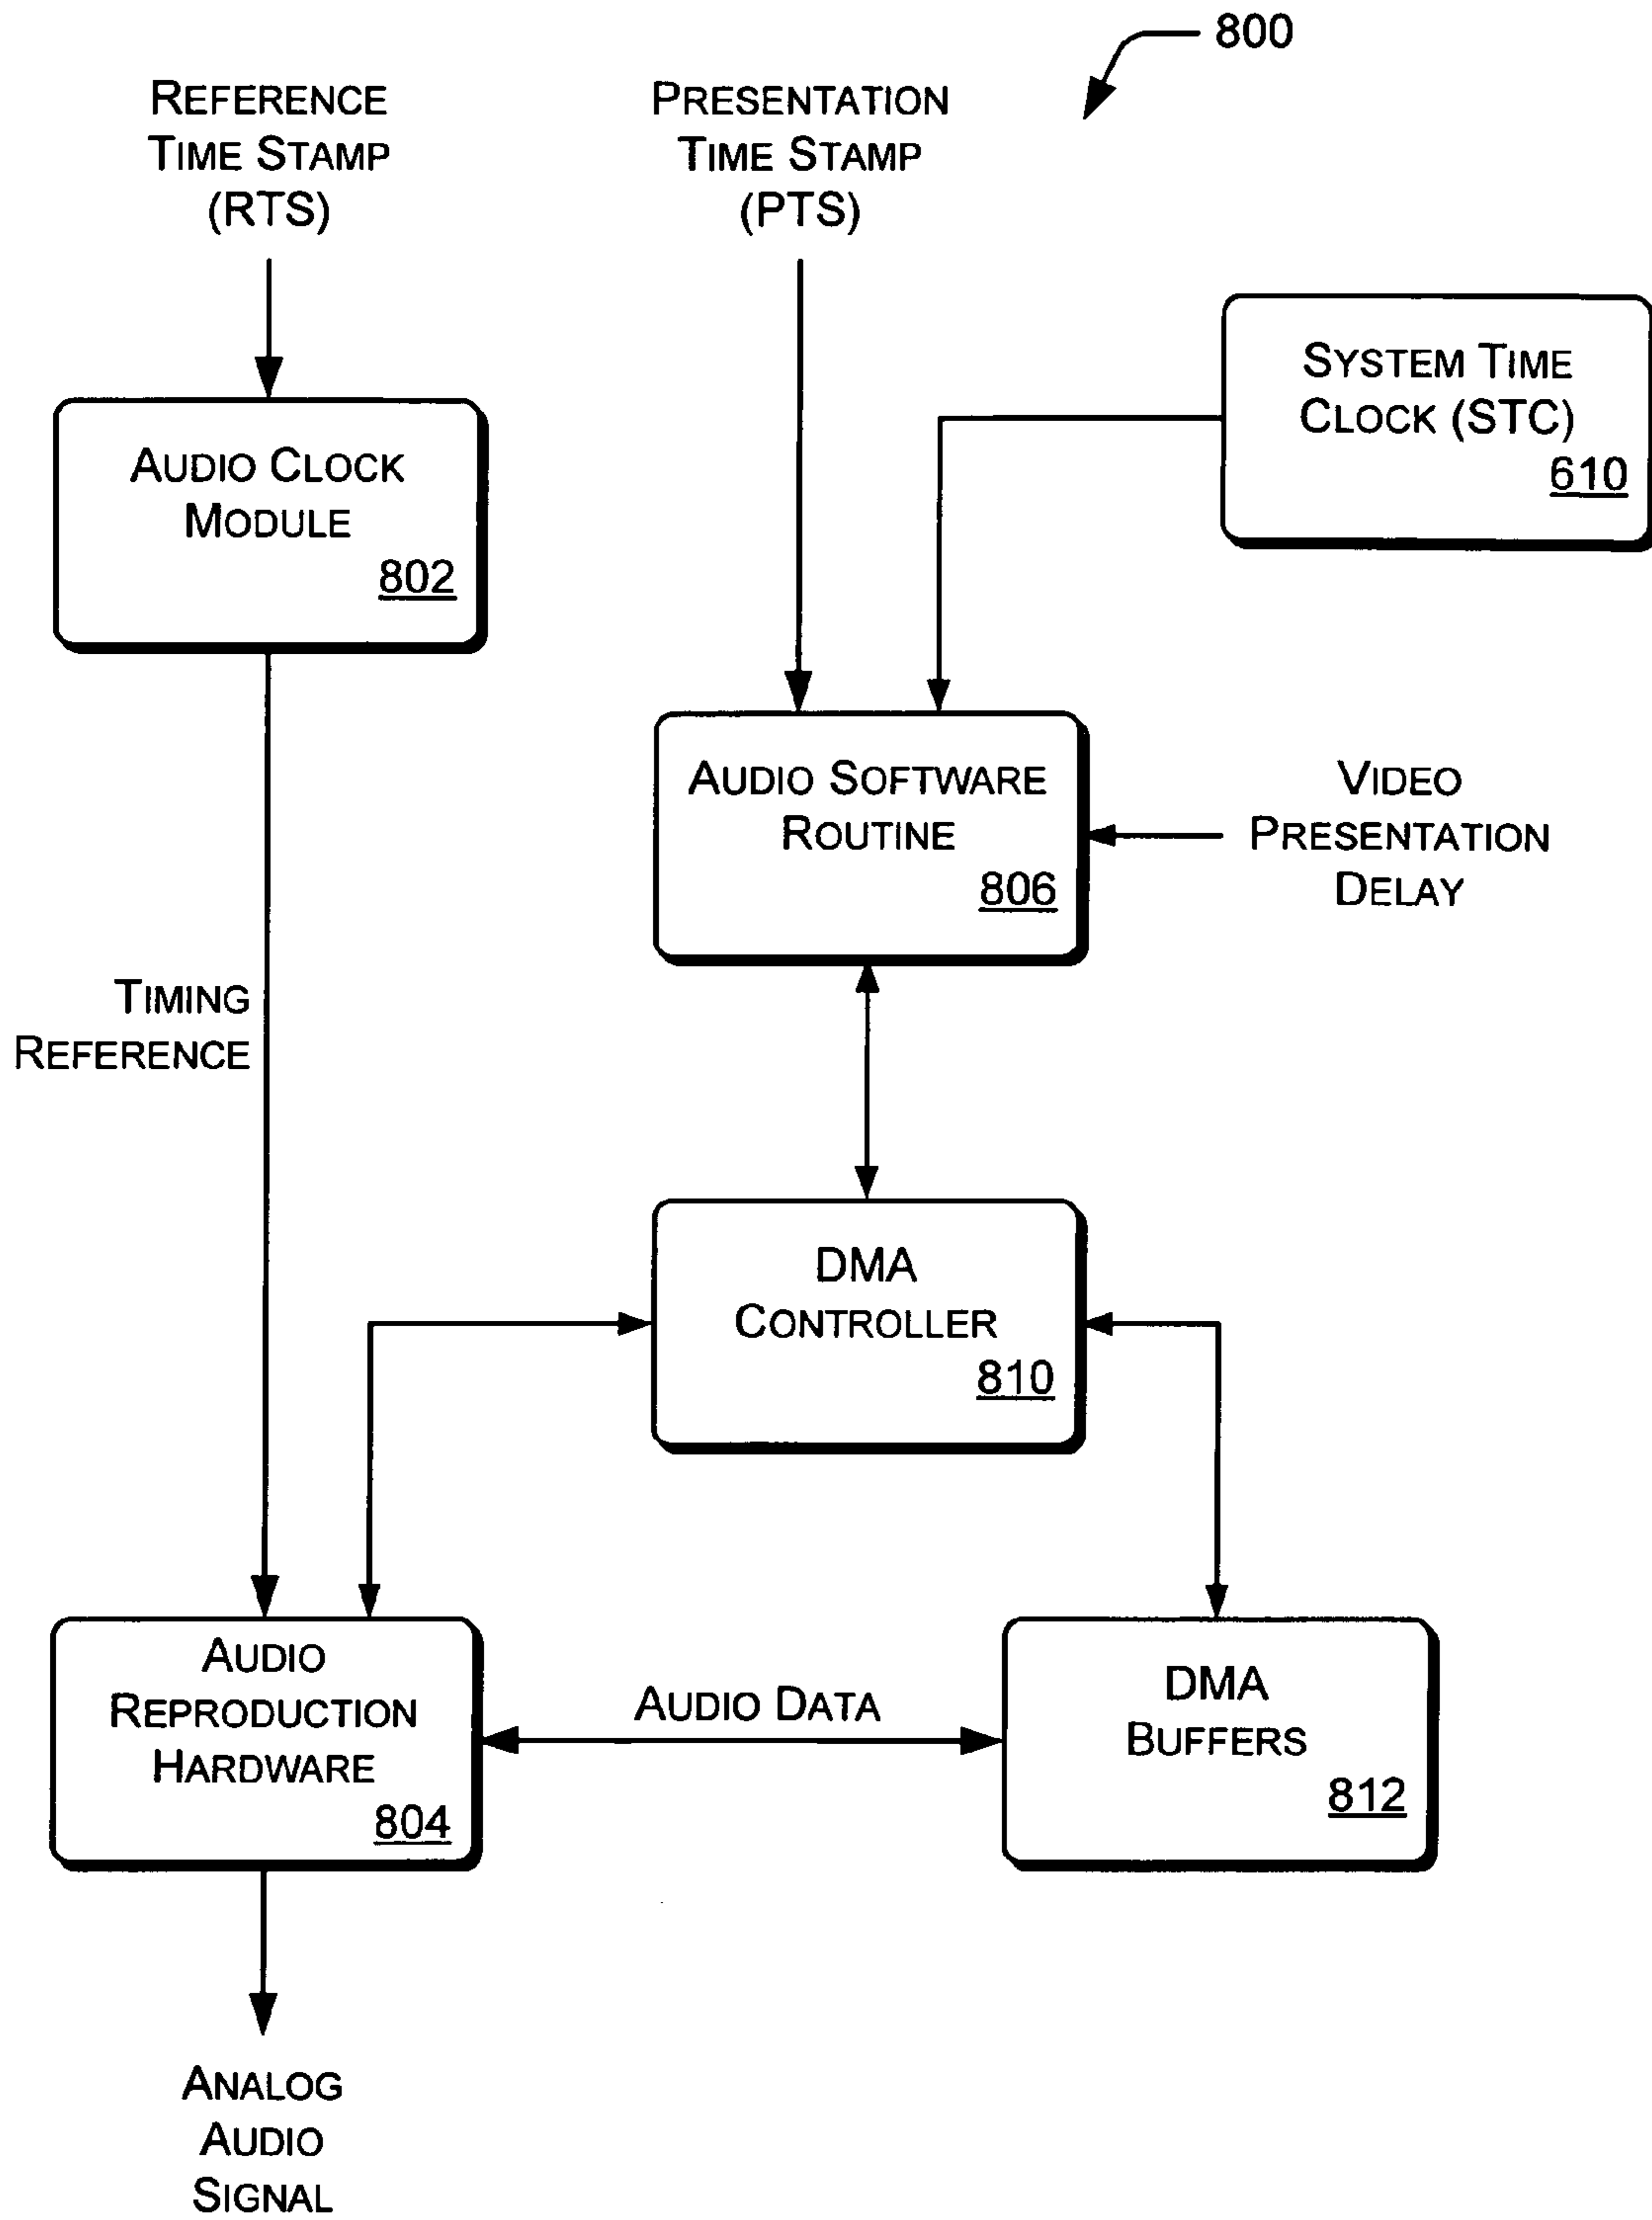 800
REFERENCE
TIME STAMP
(RTS)
PRESENTATION
TIME STAMP
(PTS)
SYSTEM TIME
CLOCK (STC)
610
AUDIO CLOCK
MODULE
802
AUDIO SOFTWARE
ROUTINE
806
VIDEO
PRESENTATION
DELAY
TIMING
REFERENCE
DMA
CONTROLLER
810
AUDIO
REPRODUCTION
HARDWARE
804
AUDIO DATA
DMA
BUFFERS
812
ANALOG
AUDIO
SIGNAL